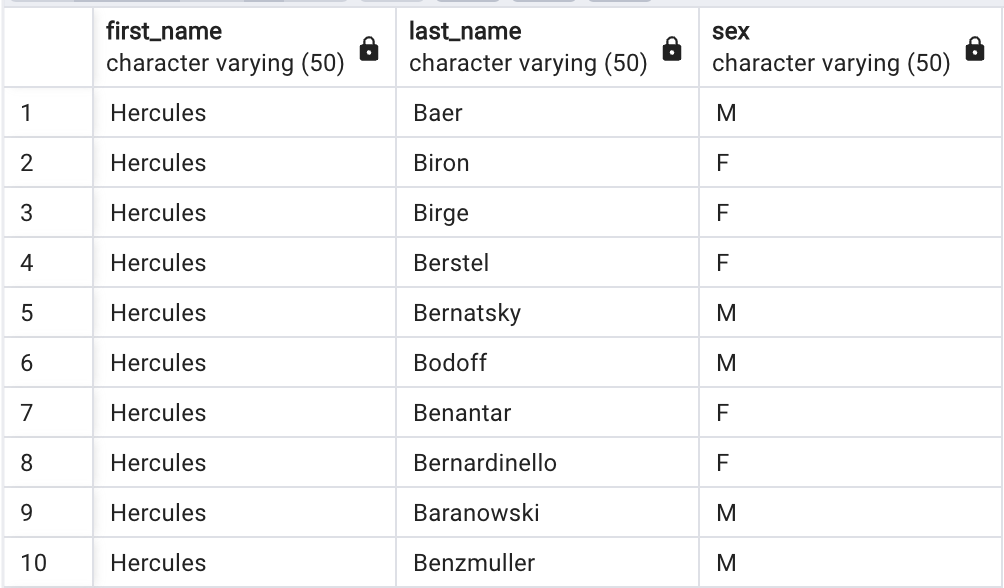 first_name last_name sex
character varying (50) character varying (50) character varying (50)
1 Hercules Baer M
2 Hercules Biron F
3 Hercules Birge F
4 Hercules Berstel F
5 Hercules Bernatsky M
6 Hercules Bodoff M
7 Hercules Benantar F
8 Hercules Bernardinello F
9 Hercules Baranowski M
10 Hercules Benzmuller M